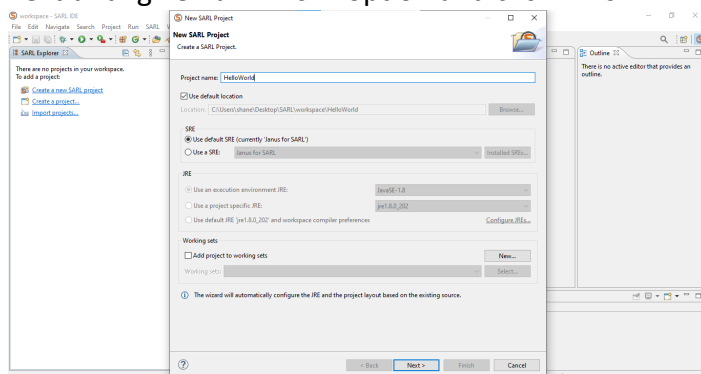 workspace - SARL IDE
File Edit Navigate Search Project Run SARL
SARL Explorer
There are no projects in your workspace.
To add a project:
Create a new SARL project
Create a project...
Import projects...
New SARL Project
New SARL Project
Create a SARL Project.
Project name: HelloWorld
Use default location
Location: C:\Users\shane\Desktop\SARL\workspace\HelloWorld Browse...
SRE
Use default SRE (currently 'Janus for SARL')
Use a SRE: Janus for SARL Installed SREs...
JRE
Use an execution environment JRE: JavaSE-1.8
Use a project specific JRE: jre1.8.0_202
Use default JRE 'jre1.8.0_202' and workspace compiler preferences Configure JREs...
Working sets
Add project to working sets New...
Working sets: Select...
The wizard will automatically configure the JRE and the project layout based on the existing source.
< Back Next > Finish Cancel
Outline
There is no active editor that provides an
outline.